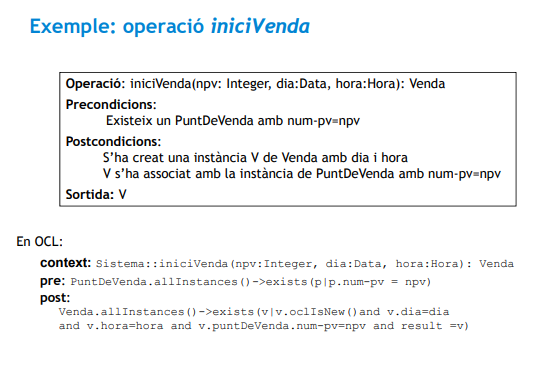 Exemple: operació iniciVenda
Operació: iniciVenda(npv: Integer, dia:Data, hora:Hora): Venda
Precondicions:
Existeix un PuntDeVenda amb num-pv=npv
Postcondicions:
S'ha creat una instància V de Venda amb dia i hora
V s'ha associat amb la instància de PuntDeVenda amb num-pv=npv
Sortida: V
En OCL:
context: Sistema::iniciVenda(npv:Integer, dia:Data, hora:Hora): Venda
pre: PuntDeVenda.allInstances()->exists(p|p.num-pv = npv)
post:
Venda.allInstances()->exists(v|v.oclIsNew()and v.dia=dia
and v.hora=hora and v.puntDeVenda.num-pv=npv and result =v)